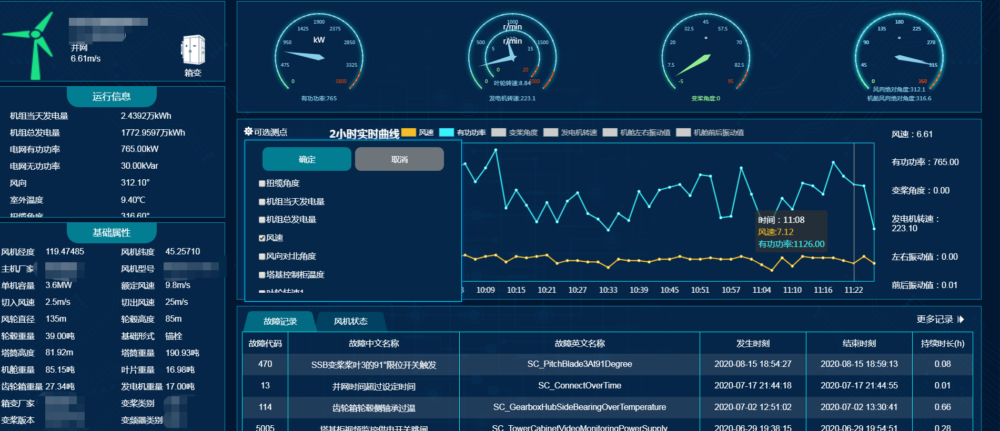 并网
6.61m/s
箱变
运行信息
机组当天发电量 2.4392万kWh
机组总发电量 1772.9597万kWh
电网有功功率 765.00kW
电网无功功率 30.00kVar
风向 312.10°
室外温度 9.40℃
扭缆角度 316.60°
基础属性
风机经度 119.47485 风机纬度 45.25710
主机厂家 风机型号
单机容量 3.6MW 额定风速 9.8m/s
切入风速 2.5m/s 切出风速 25m/s
风轮直径 135m 轮毂高度 85m
轮毂重量 39.00吨 基础形式 锚栓
塔筒高度 81.92m 塔筒重量 190.93吨
机舱重量 85.15吨 叶片重量 16.98吨
齿轮箱重量 27.34吨 发电机重量 17.00吨
箱变厂家 变桨类别
变桨版本 变频器类别
0 475 950 1425 1900 2375 2850 3325 3800
kW
有功功率:765
0 500 1000 1500 2000
r/min
0 5 10 15 20
r/min
叶轮转速:8.84
发电机转速:223.1
-5 7.5 20 32.5 45 57.5 70 82.5 95
°
变桨角度:0
0 45 90 135 180 225 270 315 360
°
风向绝对角度:312.1
机舱风向绝对角度:316.6
可选测点
2小时实时曲线
风速 有功功率 变桨角度 发电机转速 机舱左右振动值 机舱前后振动值
确定 取消
扭缆角度
机组当天发电量
机组总发电量
风速
风向对北角度
塔基控制柜温度
叶轮转速1
时间：11:08
风速:7.12
有功功率:1126.00
3 10:09 10:15 10:21 10:27 10:33 10:39 10:45 10:51 10:57 11:04 11:10 11:16 11:22
风速：6.61
有功功率：765.00
变桨角度：0.00
发电机转速：
223.10
左右振动值：0.00
前后振动值：0.01
故障记录 风机状态 更多记录
故障代码 故障中文名称 故障英文名称 发生时刻 结束时刻 持续时长(h)
470 SSB变桨桨叶3的91°限位开关触发 SC_PitchBlade3At91Degree 2020-08-15 18:54:27 2020-08-15 18:59:13 0.08
13 并网时间超过设定时间 SC_ConnectOverTime 2020-07-17 21:44:18 2020-07-17 21:44:55 0.01
114 齿轮箱轮毂侧轴承过温 SC_GearboxHubSideBearingOverTemperature 2020-07-02 12:51:02 2020-07-02 13:30:41 0.66
5005 塔基柜视频监控供电开关跳闸 SC_TowerCabinetVideoMonitoringPowerSupply 2020-06-29 19:38:15 2020-06-29 19:54:51 0.28